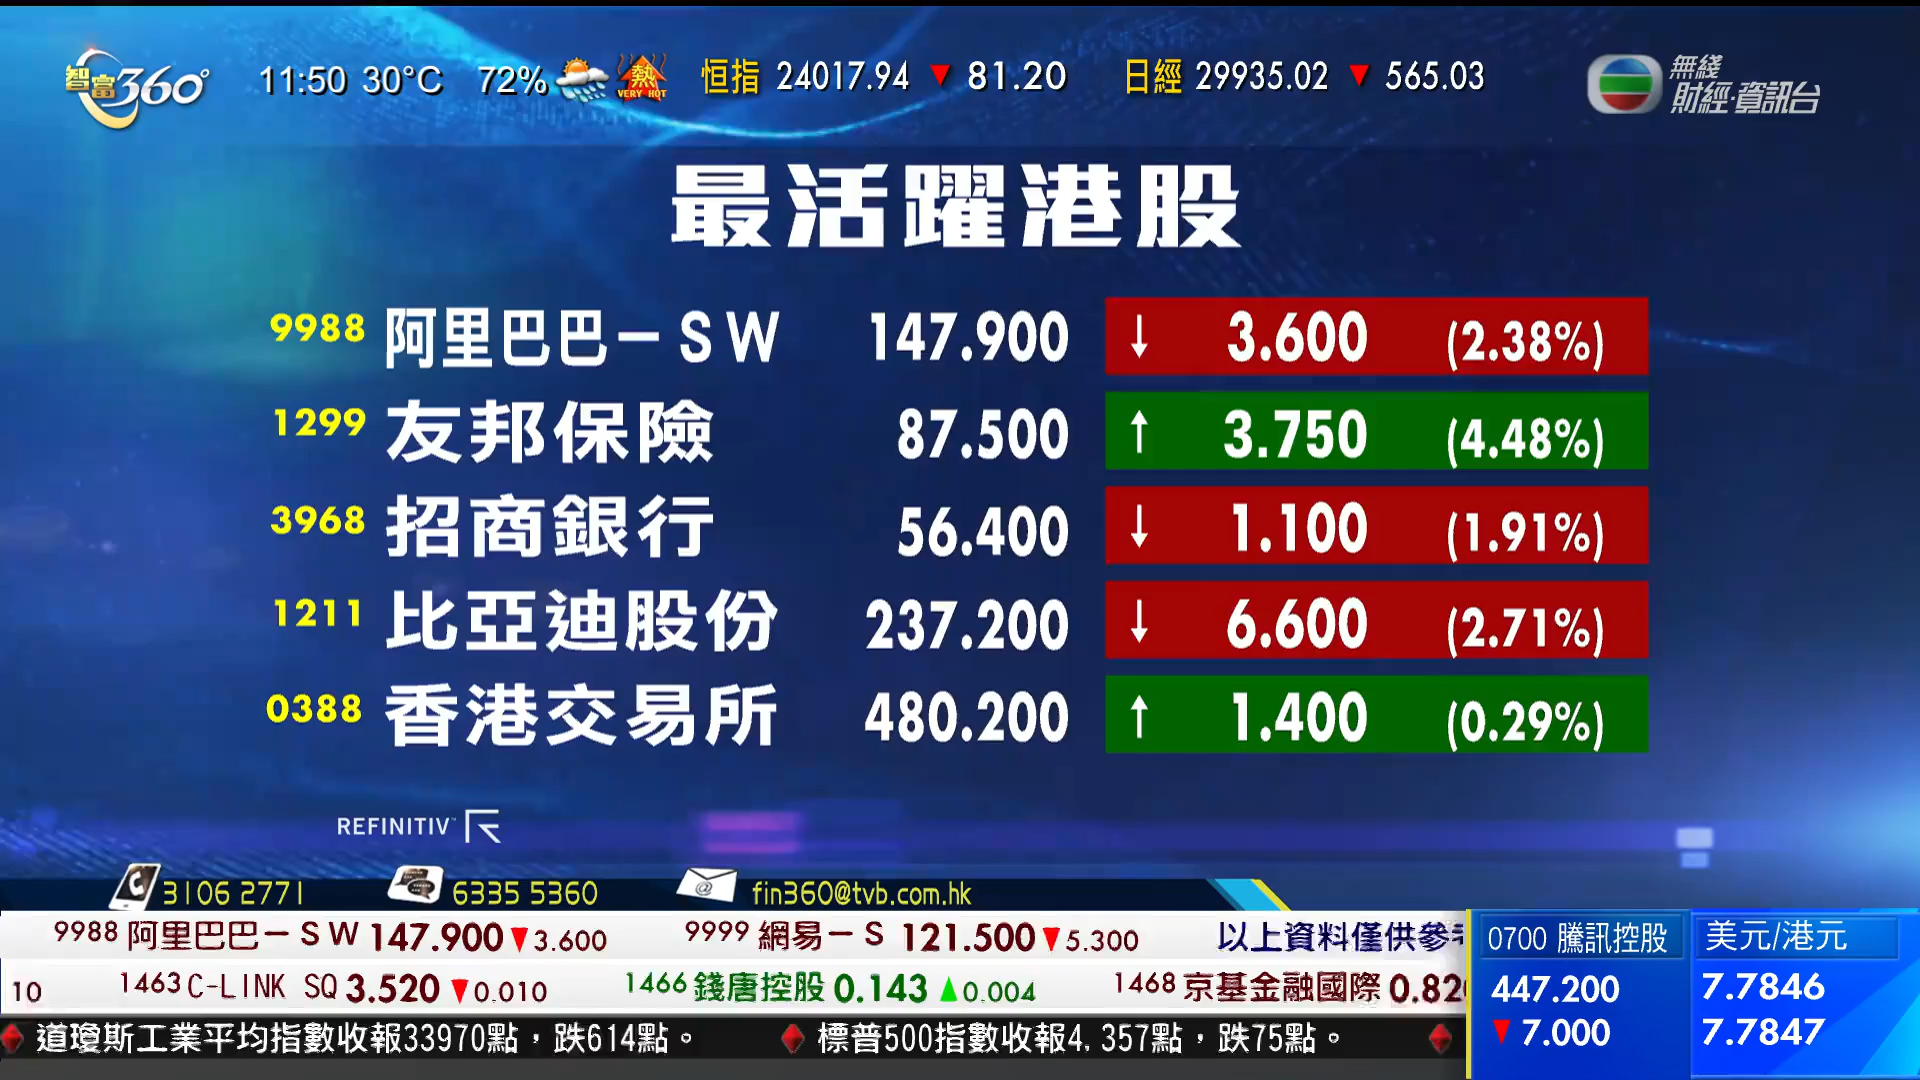 智富360°
11:50 30°C 72% 熱 VERY HOT 恒指 24017.94 ▼ 81.20 日經 29935.02 ▼ 565.03
無綫
財經·資訊台
最活躍港股
9988 阿里巴巴－ＳＷ 147.900 ↓ 3.600 (2.38%)
1299 友邦保險 87.500 ↑ 3.750 (4.48%)
3968 招商銀行 56.400 ↓ 1.100 (1.91%)
1211 比亞迪股份 237.200 ↓ 6.600 (2.71%)
0388 香港交易所 480.200 ↑ 1.400 (0.29%)
REFINITIV
3106 2771 6335 5360 fin360@tvb.com.hk
9988 阿里巴巴－ＳＷ 147.900 ▼ 3.600 9999 網易－Ｓ 121.500 ▼ 5.300 以上資料僅供參
10 1463 C-LINK SQ 3.520 ▼ 0.010 1466 錢唐控股 0.143 ▲ 0.004 1468 京基金融國際 0.82
道瓊斯工業平均指數收報33970點，跌614點。 標普500指數收報4,357點，跌75點。
0700 騰訊控股
447.200
▼ 7.000
美元/港元
7.7846
7.7847